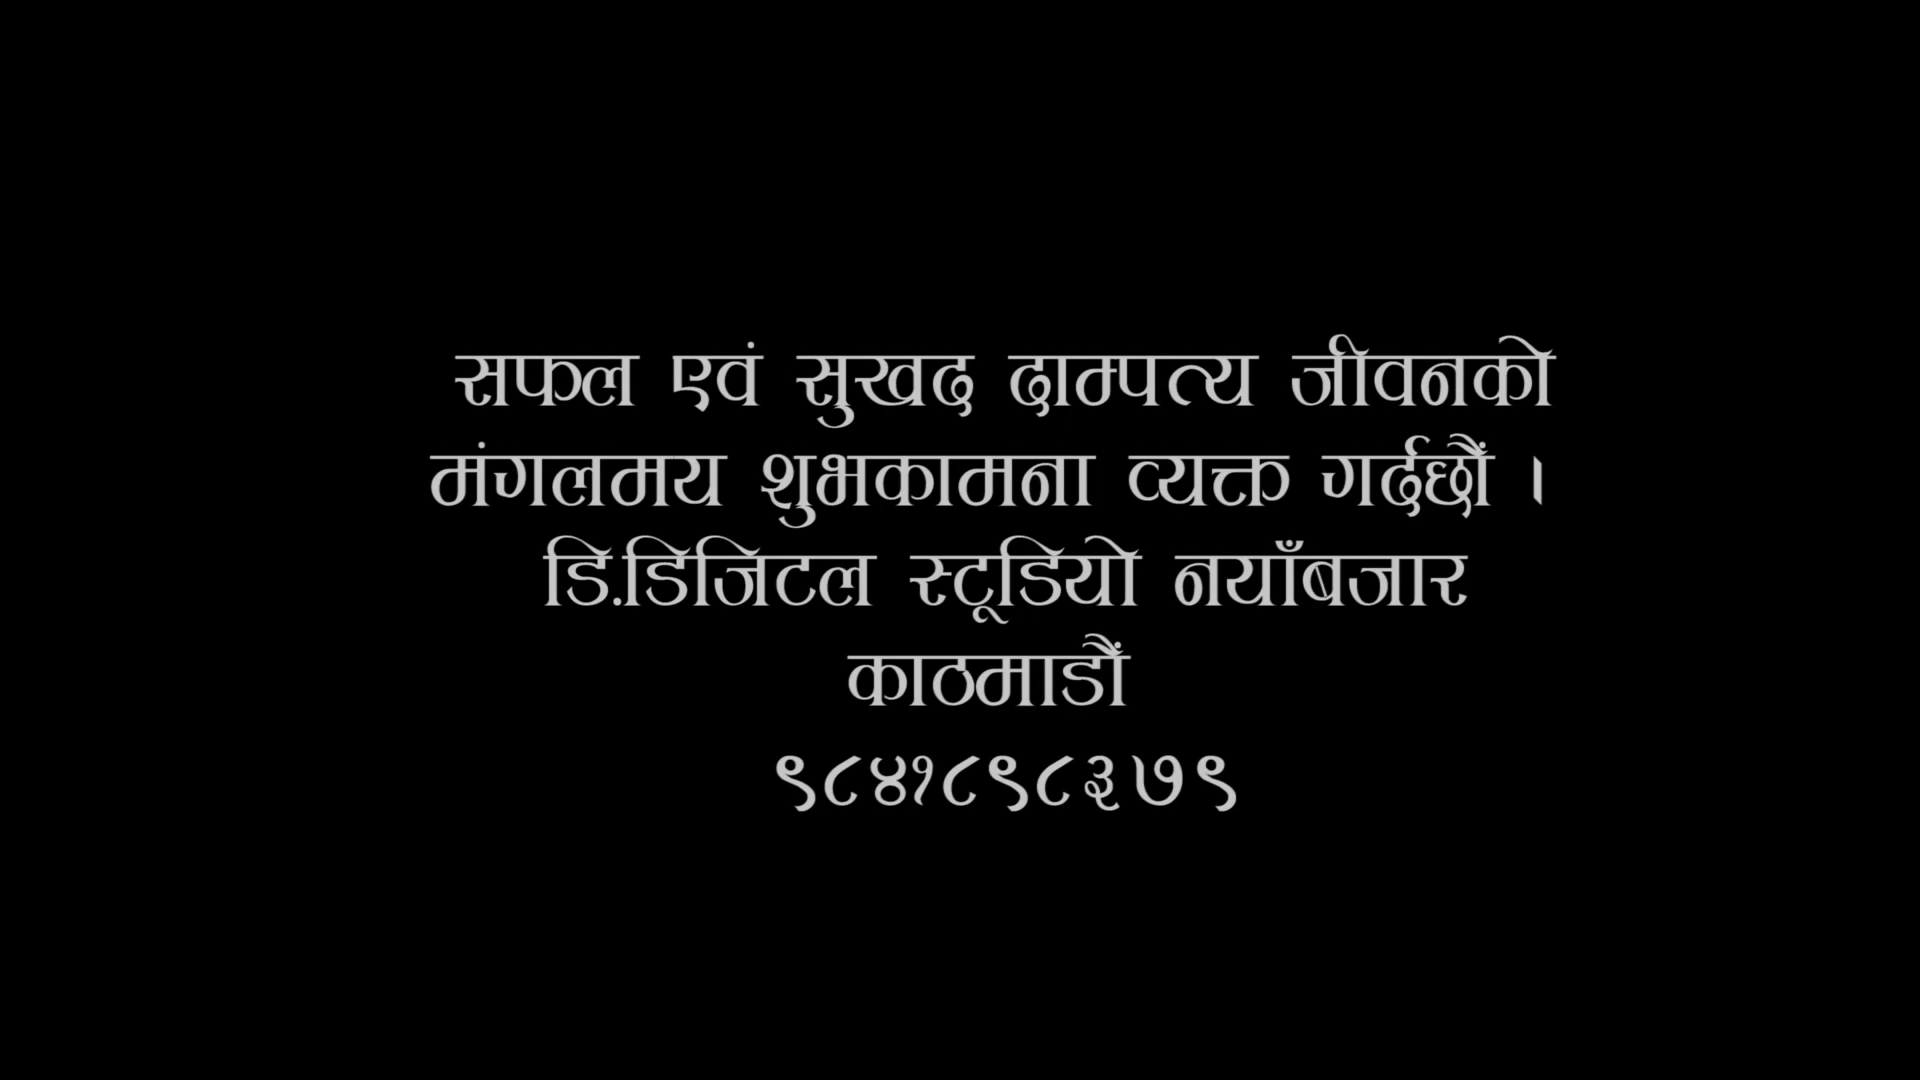 सफल एवं सुखद दाम्पत्य जीवनको
मंगलमय शुभकामना व्यक्त गर्दछौं ।
डि.डिजिटल स्टूडियो नयाँबजार
काठमाडौं
९८४१८९८३७९